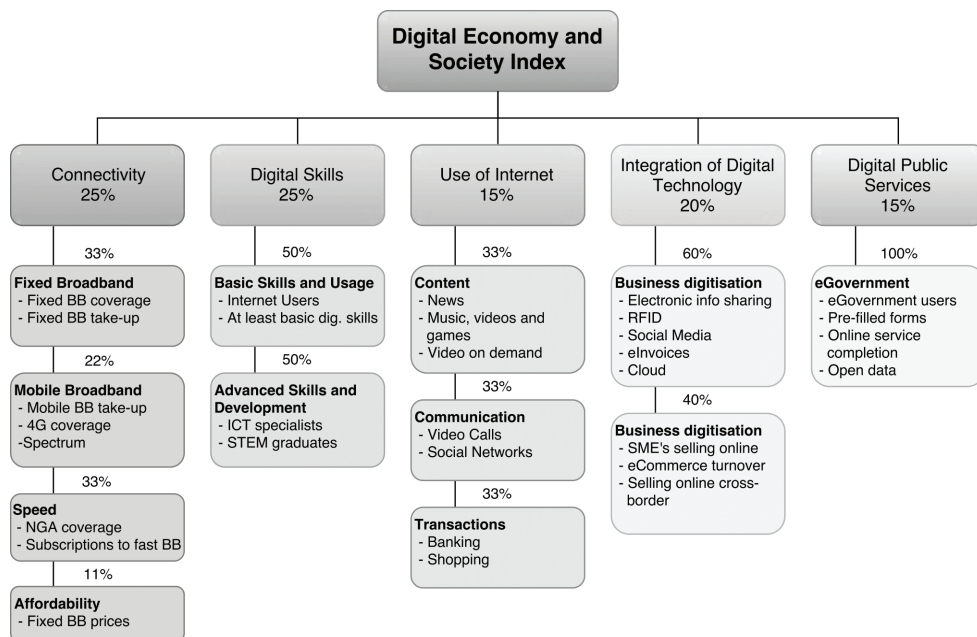 Digital Economy and
Society Index
Connectivity
25%
33%
Fixed Broadband
- Fixed BB coverage
- Fixed BB take-up
22%
Mobile Broadband
- Mobile BB take-up
- 4G coverage
-Spectrum
33%
Speed
- NGA coverage
- Subscriptions to fast BB
11%
Affordability
- Fixed BB prices
Digital Skills
25%
50%
Basic Skills and Usage
- Internet Users
- At least basic dig. skills
50%
Advanced Skills and
Development
- ICT specialists
- STEM graduates
Use of Internet
15%
33%
Content
- News
- Music, videos and
games
- Video on demand
33%
Communication
- Video Calls
- Social Networks
33%
Transactions
- Banking
- Shopping
Integration of Digital
Technology
20%
60%
Business digitisation
- Electronic info sharing
- RFID
- Social Media
- eInvoices
- Cloud
40%
Business digitisation
- SME's selling online
- eCommerce turnover
- Selling online cross-
border
Digital Public
Services
15%
100%
eGovernment
- eGovernment users
- Pre-filled forms
- Online service
completion
- Open data